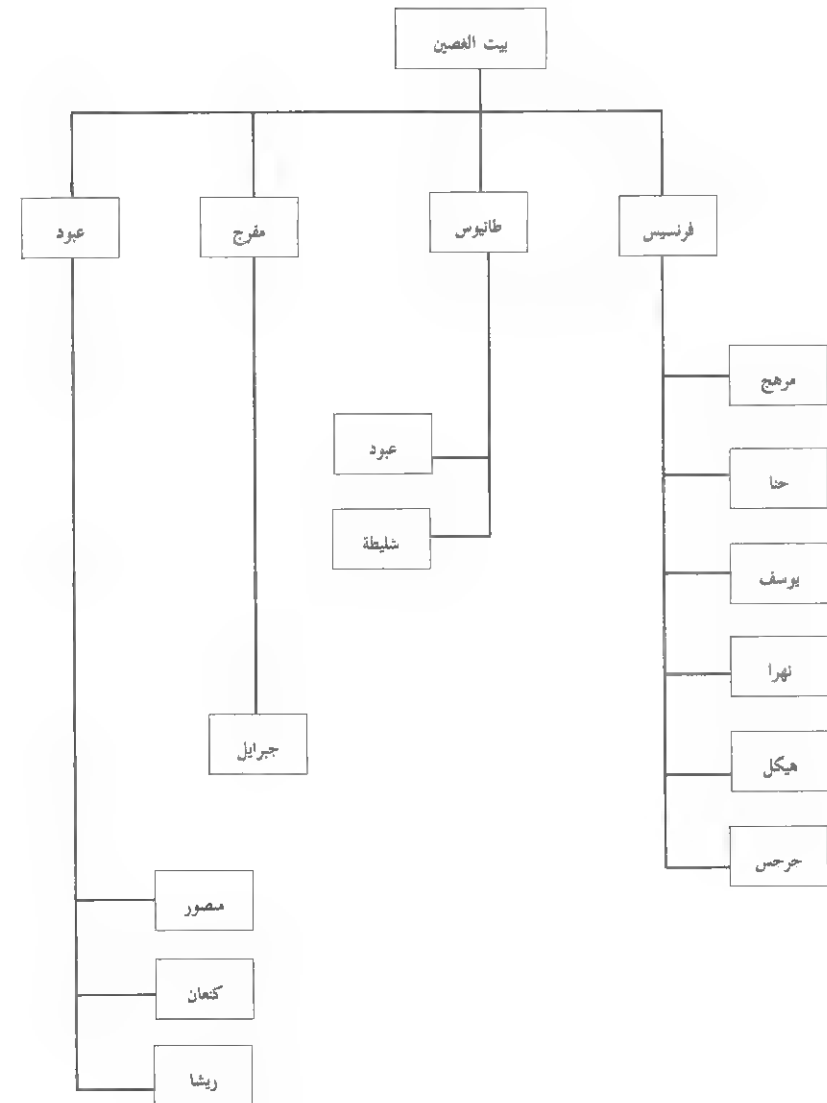 بيت الغصين
فرنسيس
طانيوس
مفرج
عبود
مرهج
حنا
يوسف
نهرا
هيكل
جرجس
عبود
شليطة
جبرايل
منصور
كنعان
ريشا